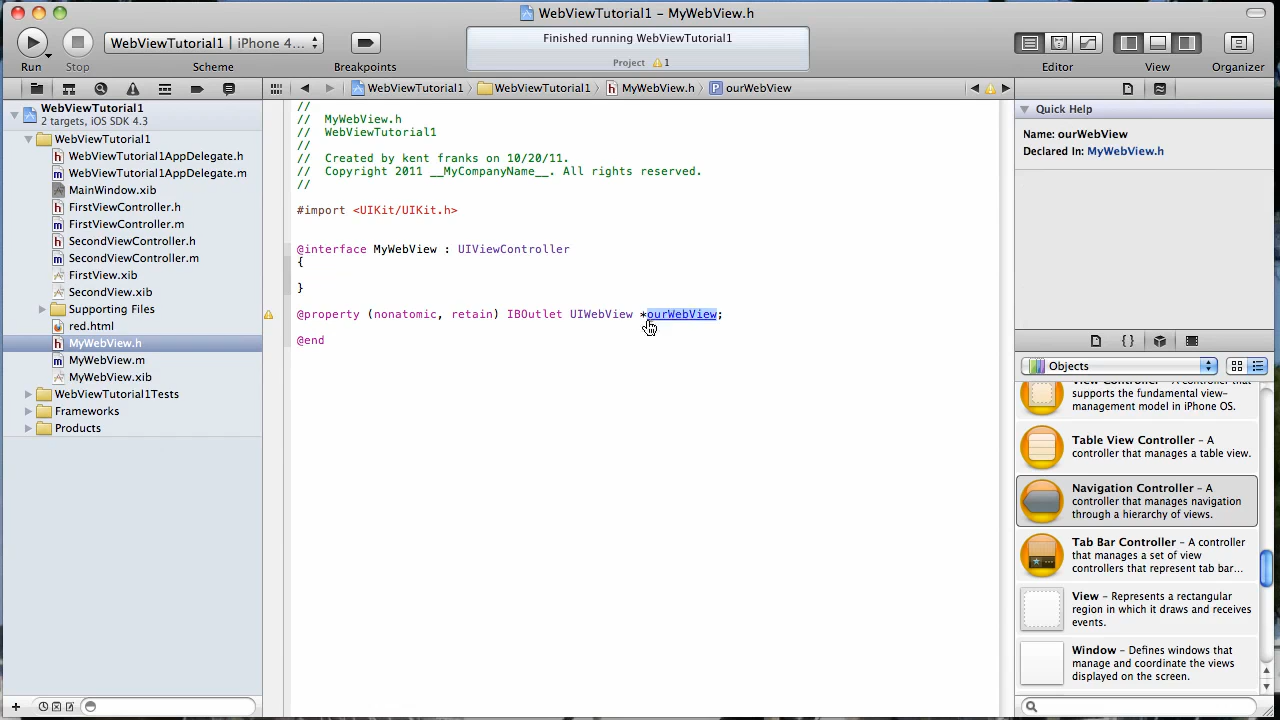 WebViewTutorial1 – MyWebView.h
WebViewTutorial1 | iPhone 4...
Finished running WebViewTutorial1
Project 1
Run
Stop
Scheme
Breakpoints
Editor
View
Organizer
WebViewTutorial1
WebViewTutorial1
MyWebView.h
ourWebView
WebViewTutorial1
2 targets, iOS SDK 4.3
WebViewTutorial1
WebViewTutorial1AppDelegate.h
WebViewTutorial1AppDelegate.m
MainWindow.xib
FirstViewController.h
FirstViewController.m
SecondViewController.h
SecondViewController.m
FirstView.xib
SecondView.xib
Supporting Files
red.html
MyWebView.h
MyWebView.m
MyWebView.xib
WebViewTutorial1Tests
Frameworks
Products
//
//  MyWebView.h
//  WebViewTutorial1
//
//  Created by kent franks on 10/20/11.
//  Copyright 2011 __MyCompanyName__. All rights reserved.
//
#import <UIKit/UIKit.h>
@interface MyWebView : UIViewController
{
}
@property (nonatomic, retain) IBOutlet UIWebView *ourWebView;
@end
Quick Help
Name: ourWebView
Declared In: MyWebView.h
Objects
View Controller – A controller that
supports the fundamental view-
management model in iPhone OS.
Table View Controller – A
controller that manages a table view.
Navigation Controller – A
controller that manages navigation
through a hierarchy of views.
Tab Bar Controller – A controller
that manages a set of view
controllers that represent tab bar...
View – Represents a rectangular
region in which it draws and receives
events.
Window – Defines windows that
manage and coordinate the views
displayed on the screen.